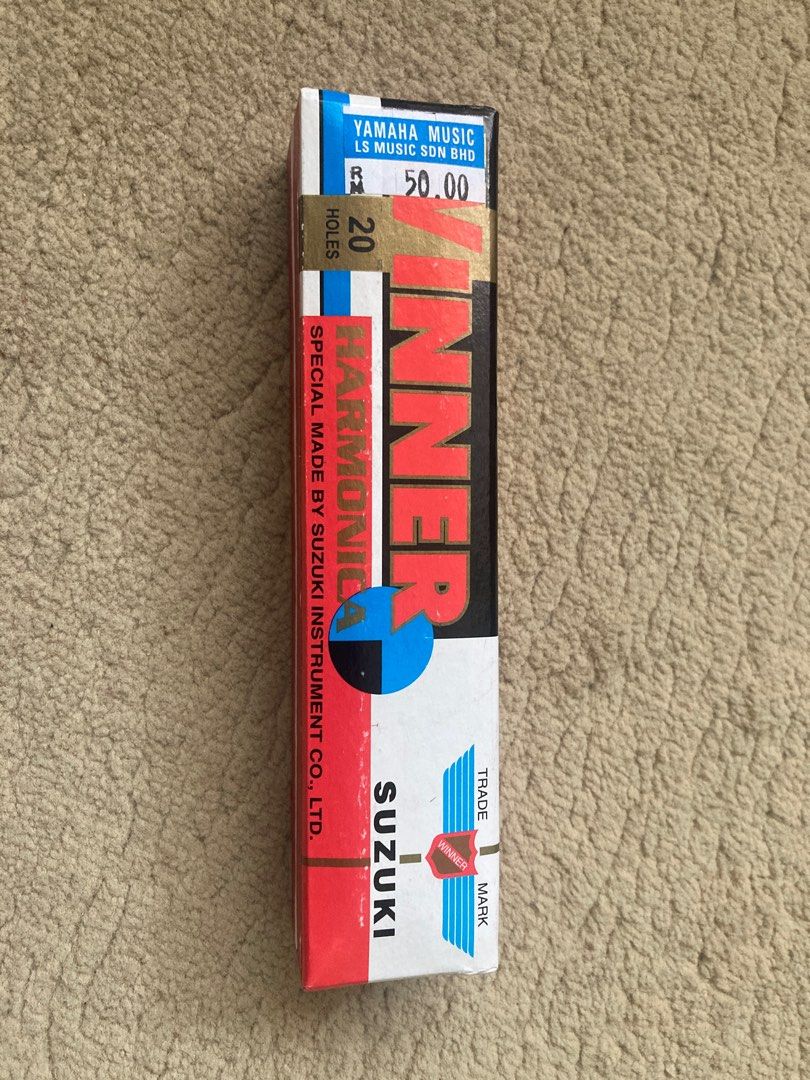 YAMAHA MUSIC
LS MUSIC SDN BHD
RM 50.00
20
HOLES
WINNER
HARMONICA
SPECIAL MADE BY SUZUKI INSTRUMENT CO., LTD.
SUZUKI
TRADE MARK
WINNER